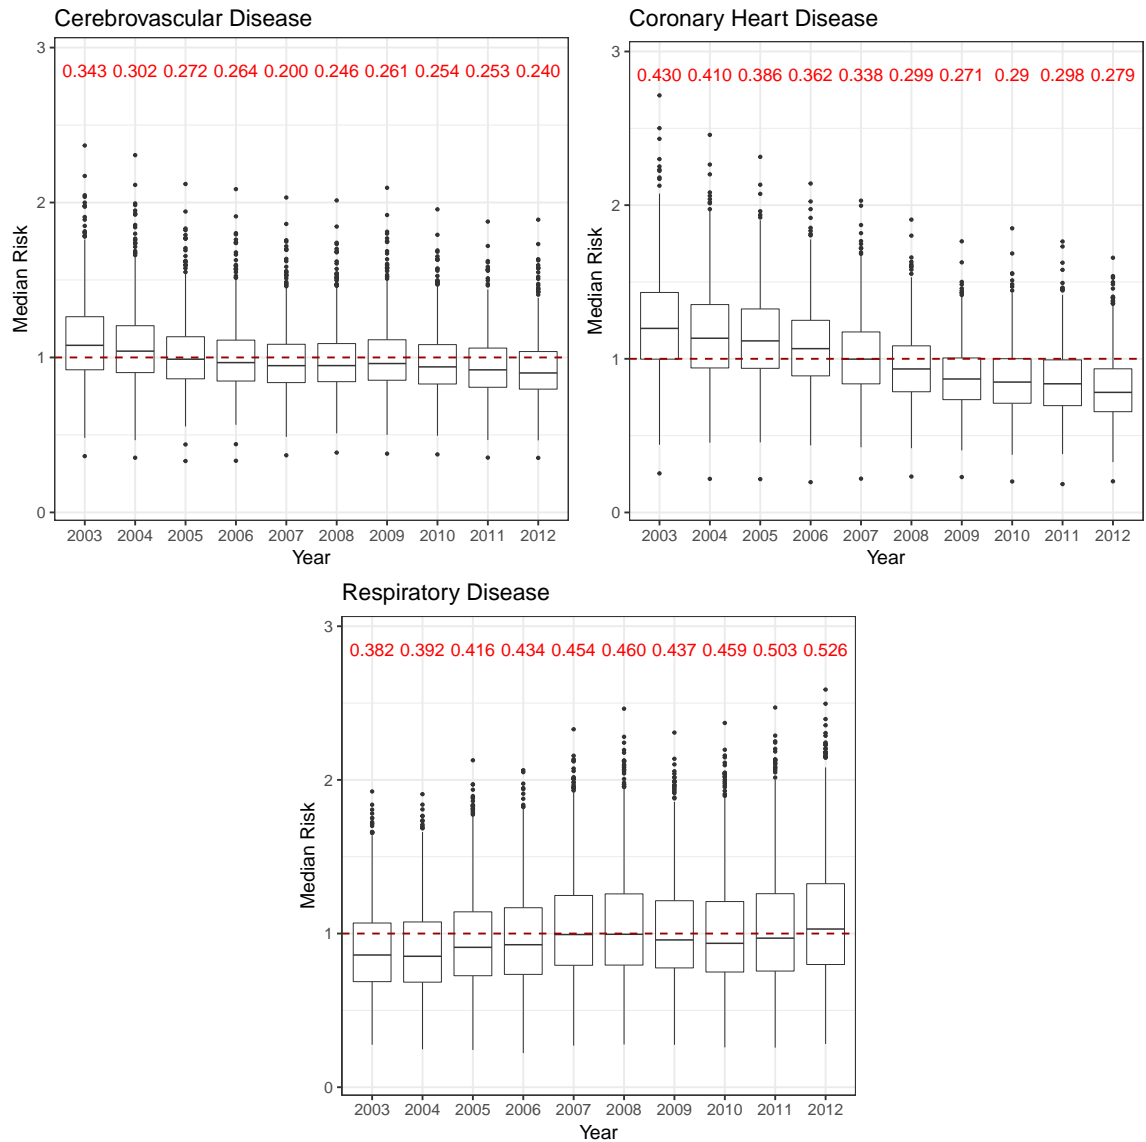 Cerebrovascular Disease
3
0.343 0.302 0.272 0.264 0.200 0.246 0.261 0.254 0.253 0.240
2
Median Risk
1
0
2003 2004 2005 2006 2007 2008 2009 2010 2011 2012
Year
Coronary Heart Disease
3
0.430 0.410 0.386 0.362 0.338 0.299 0.271 0.29 0.298 0.279
2
Median Risk
1
0
2003 2004 2005 2006 2007 2008 2009 2010 2011 2012
Year
Respiratory Disease
3
0.382 0.392 0.416 0.434 0.454 0.460 0.437 0.459 0.503 0.526
2
Median Risk
1
0
2003 2004 2005 2006 2007 2008 2009 2010 2011 2012
Year